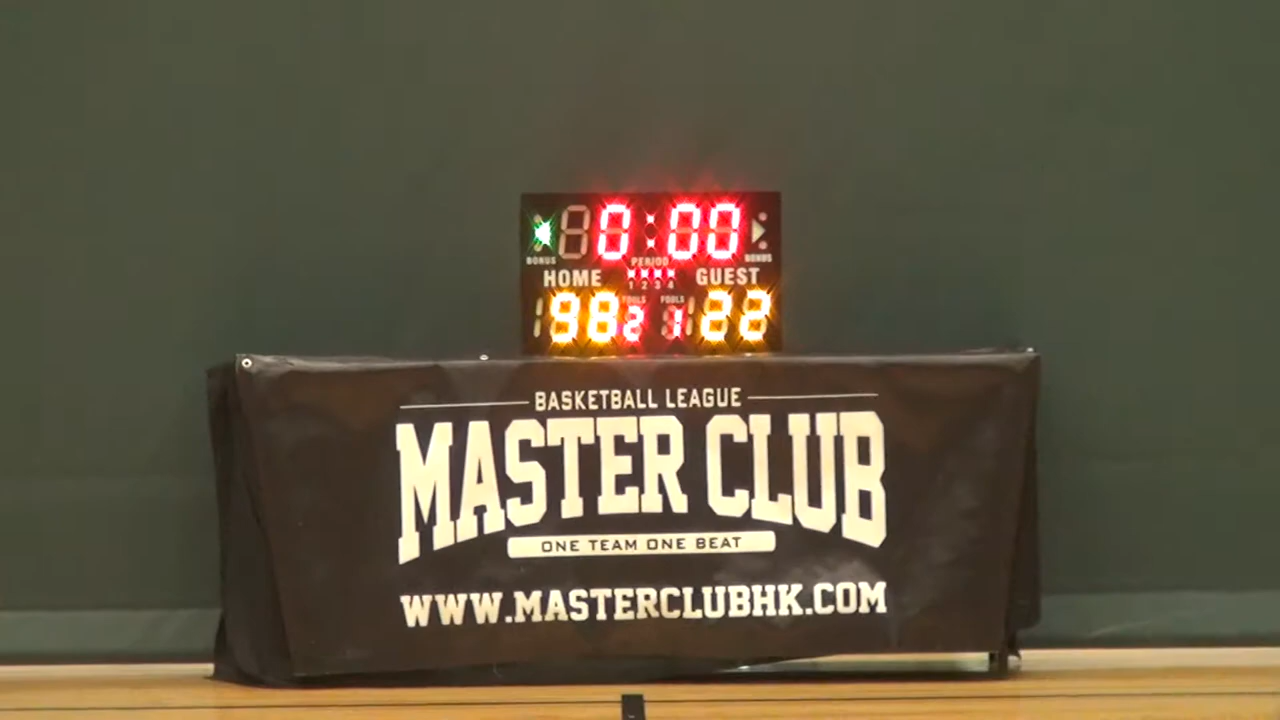 0:00
BONUS PERIOD BONUS
HOME 1 2 3 4 GUEST
FOULS FOULS
98 2 1 22
BASKETBALL LEAGUE
MASTER CLUB
ONE TEAM ONE BEAT
WWW.MASTERCLUBHK.COM